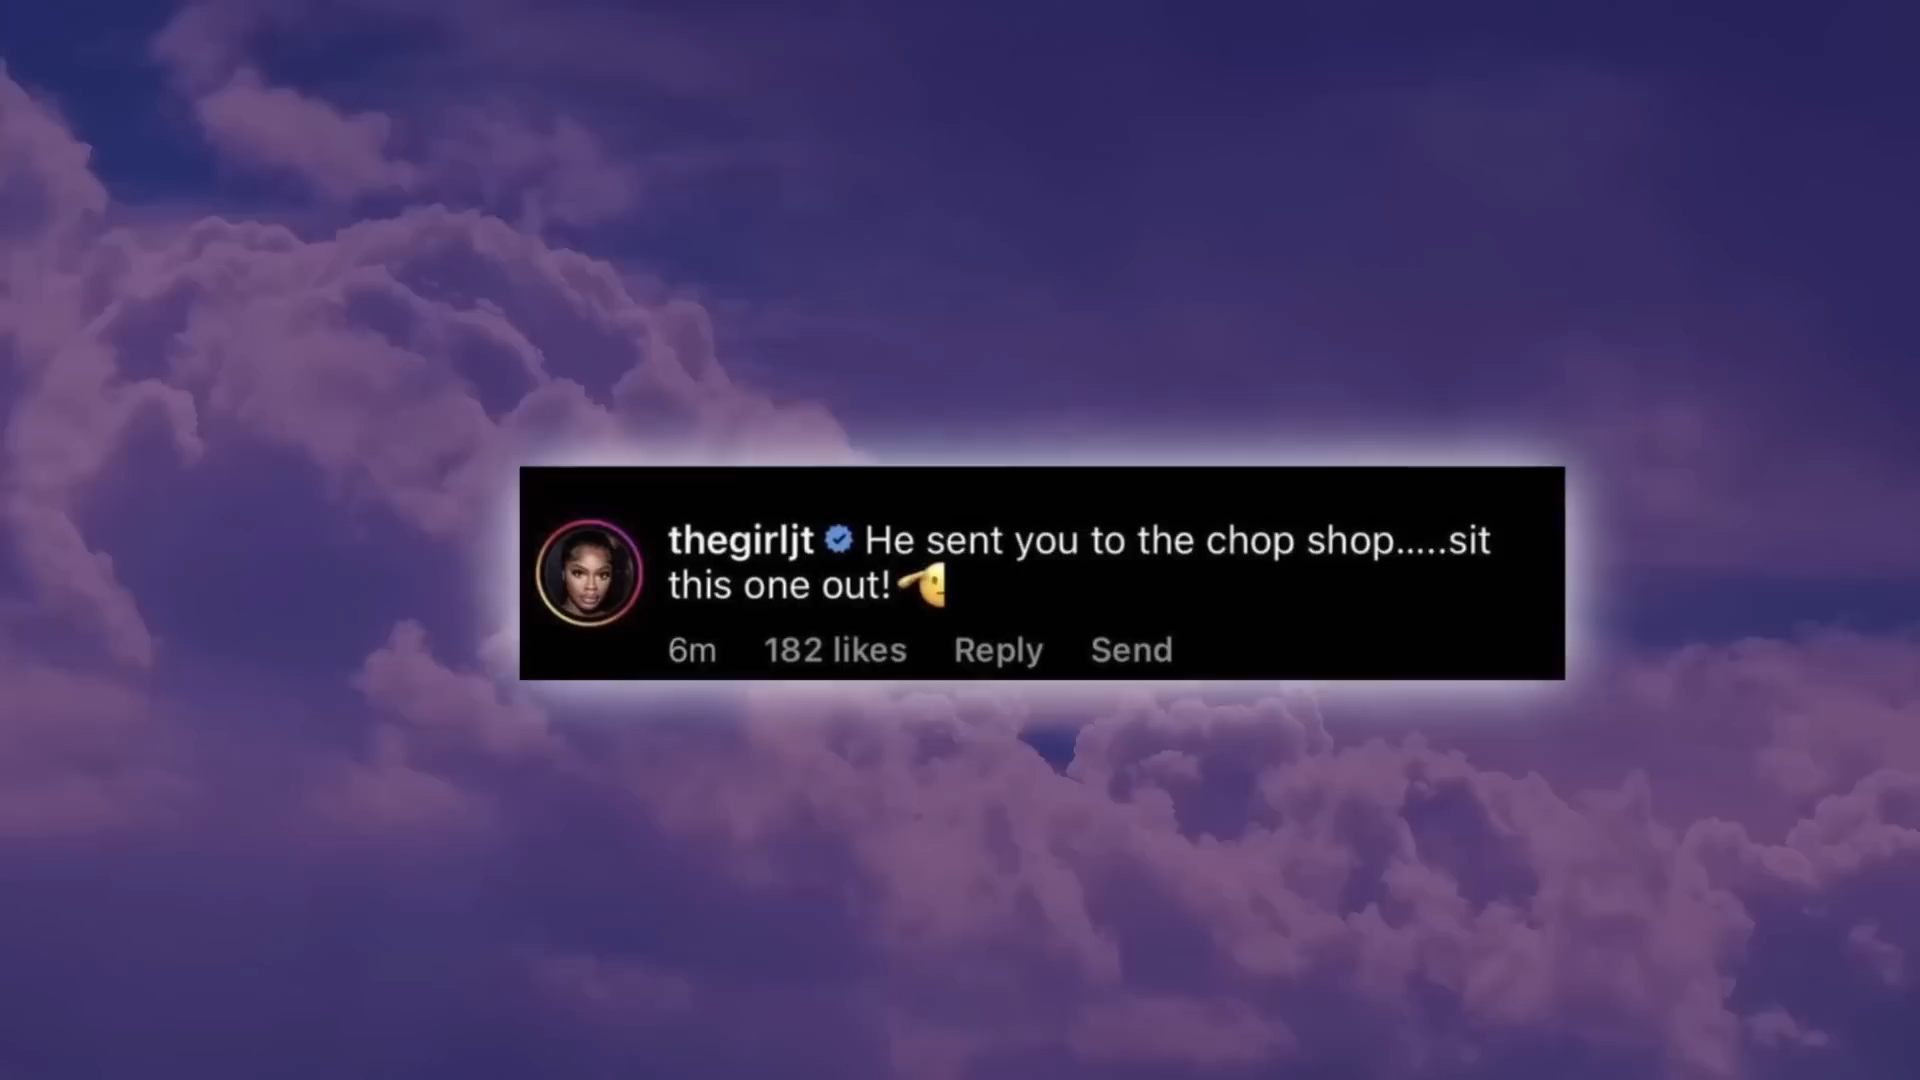 thegirljt He sent you to the chop shop.....sit
this one out!🫡
6m 182 likes Reply Send